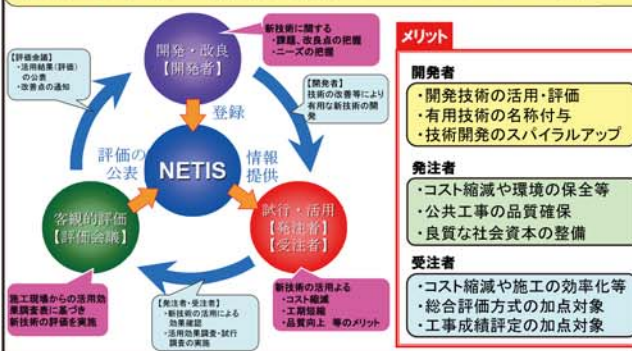 新技術に関する
・課題、改良点の把握
・ニーズの把握
開発・改良
【開発者】
【評価会議】
・活用結果(評価)
の公表
・改善点の通知
【開発者】
技術の改善等により
有用な新技術の開
発
登録
評価の
公表
NETIS
情報
提供
客観的評価
【評価会議】
試行・活用
【発注者】
【受注者】
施工現場からの活用効
果調査表に基づき
新技術の評価を実施
【発注者・受注者】
・新技術の活用による
効果確認
・活用効果調査・試行
調査の実施
新技術の活用よる
・コスト縮減
・工期短縮
・品質向上 等のメリット
メリット
開発者
・開発技術の活用・評価
・有用技術の名称付与
・技術開発のスパイラルアップ
発注者
・コスト縮減や環境の保全等
・公共工事の品質確保
・良質な社会資本の整備
受注者
・コスト縮減や施工の効率化等
・総合評価方式の加点対象
・工事成績評定の加点対象